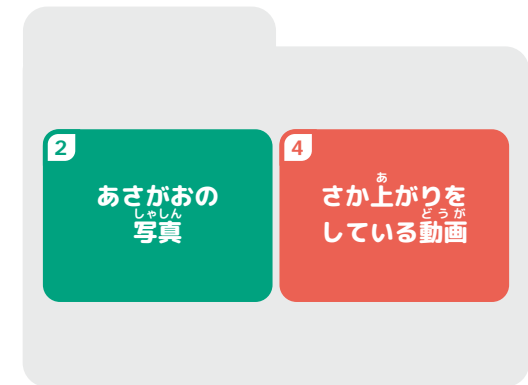 2
あさがおの
しゃしん
写真
4
あ
さか上がりを
どうが
している動画